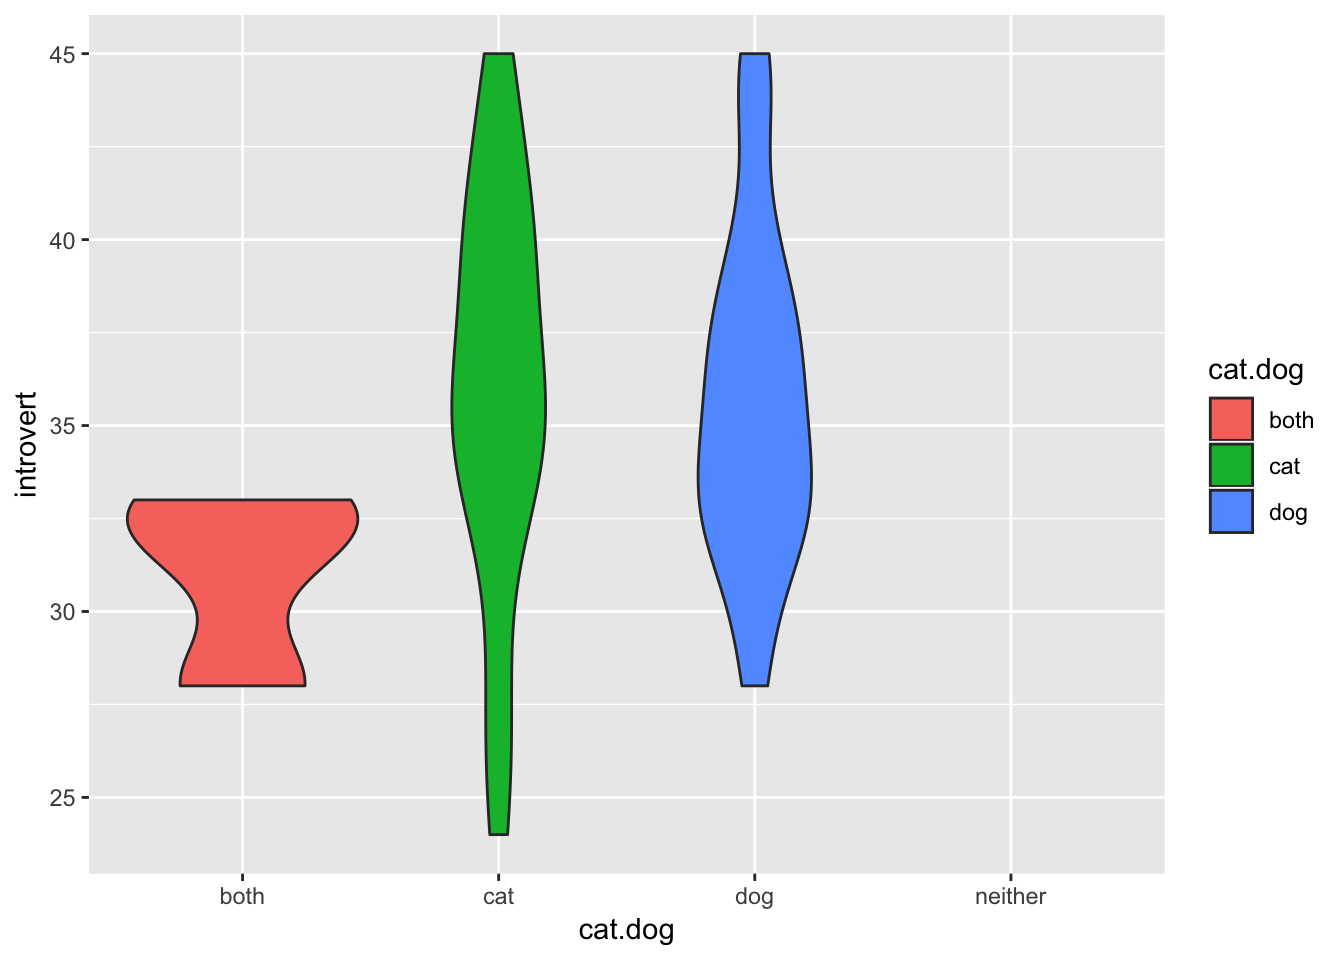 45
40
35
30
25
introvert
both
cat
dog
neither
cat.dog
cat.dog
both
cat
dog